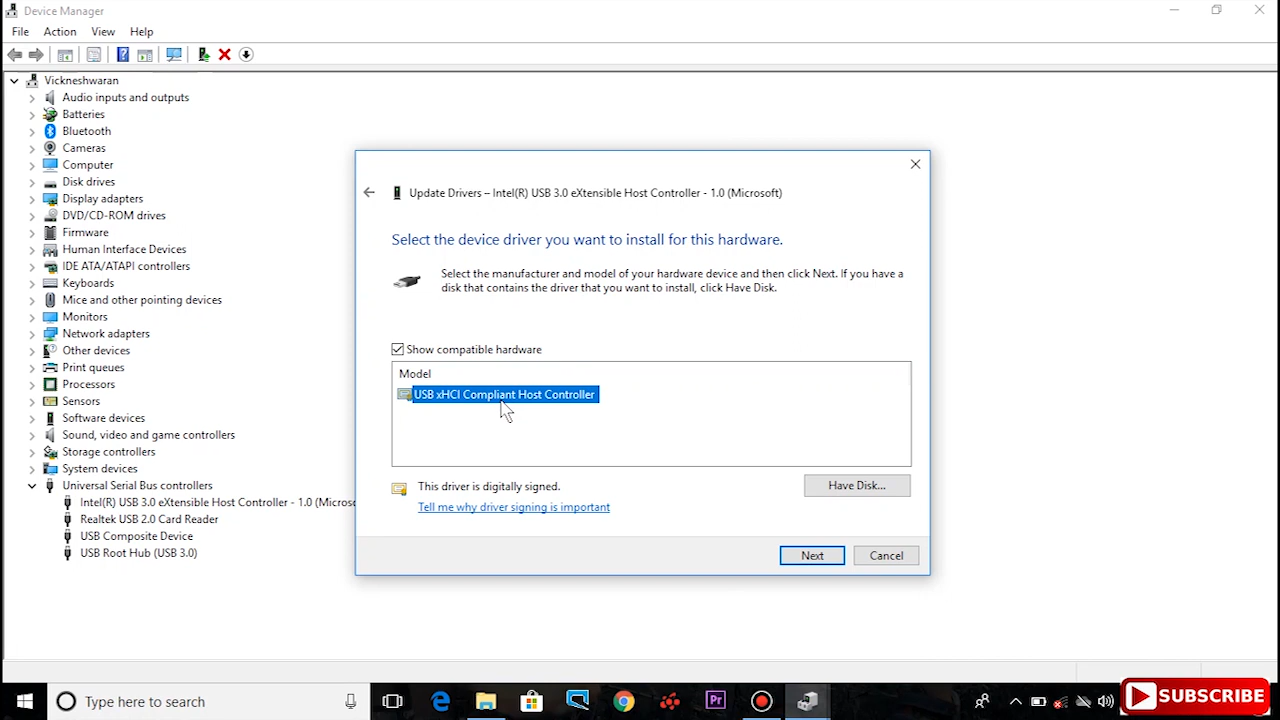 Device Manager
File Action View Help
Vickneshwaran
Audio inputs and outputs
Batteries
Bluetooth
Cameras
Computer
Disk drives
Display adapters
DVD/CD-ROM drives
Firmware
Human Interface Devices
IDE ATA/ATAPI controllers
Keyboards
Mice and other pointing devices
Monitors
Network adapters
Other devices
Print queues
Processors
Sensors
Software devices
Sound, video and game controllers
Storage controllers
System devices
Universal Serial Bus controllers
Intel(R) USB 3.0 eXtensible Host Controller - 1.0 (Microso
Realtek USB 2.0 Card Reader
USB Composite Device
USB Root Hub (USB 3.0)
Update Drivers – Intel(R) USB 3.0 eXtensible Host Controller - 1.0 (Microsoft)
Select the device driver you want to install for this hardware.
Select the manufacturer and model of your hardware device and then click Next. If you have a
disk that contains the driver that you want to install, click Have Disk.
Show compatible hardware
Model
USB xHCI Compliant Host Controller
This driver is digitally signed.
Have Disk...
Tell me why driver signing is important
Next Cancel
Type here to search
Pr
SUBSCRIBE